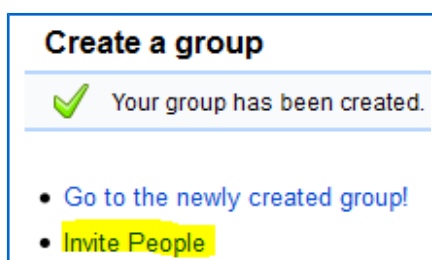 Create a group
Your group has been created.
Go to the newly created group!
Invite People